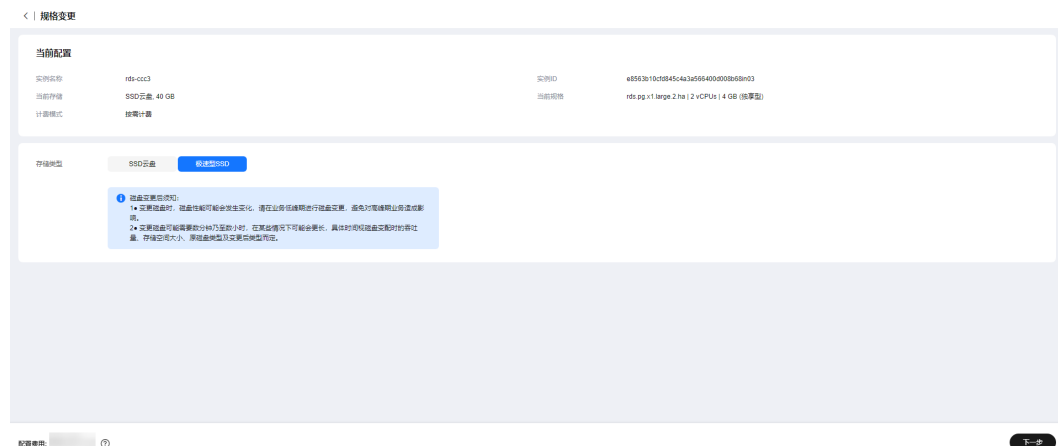 < | 规格变更
当前配置
实例名称 rds-ccc3 实例ID e8563b10cfd845c4a3a566400d008b68in03
当前存储 SSD云盘, 40 GB 当前规格 rds.pg.x1.large.2.ha | 2 vCPUs | 4 GB (独享型)
计费模式 按需计费
存储类型 SSD云盘 极速型SSD
磁盘变更后须知:
1● 变更磁盘时，磁盘性能可能会发生变化，请在业务低峰期进行磁盘变更，避免对高峰期业务造成影
响。
2● 变更磁盘可能需要数分钟乃至数小时，在某些情况下可能会更长，具体时间视磁盘变配时的吞吐
量、存储空间大小、原磁盘类型及变更后类型而定。
配置费用: 下一步